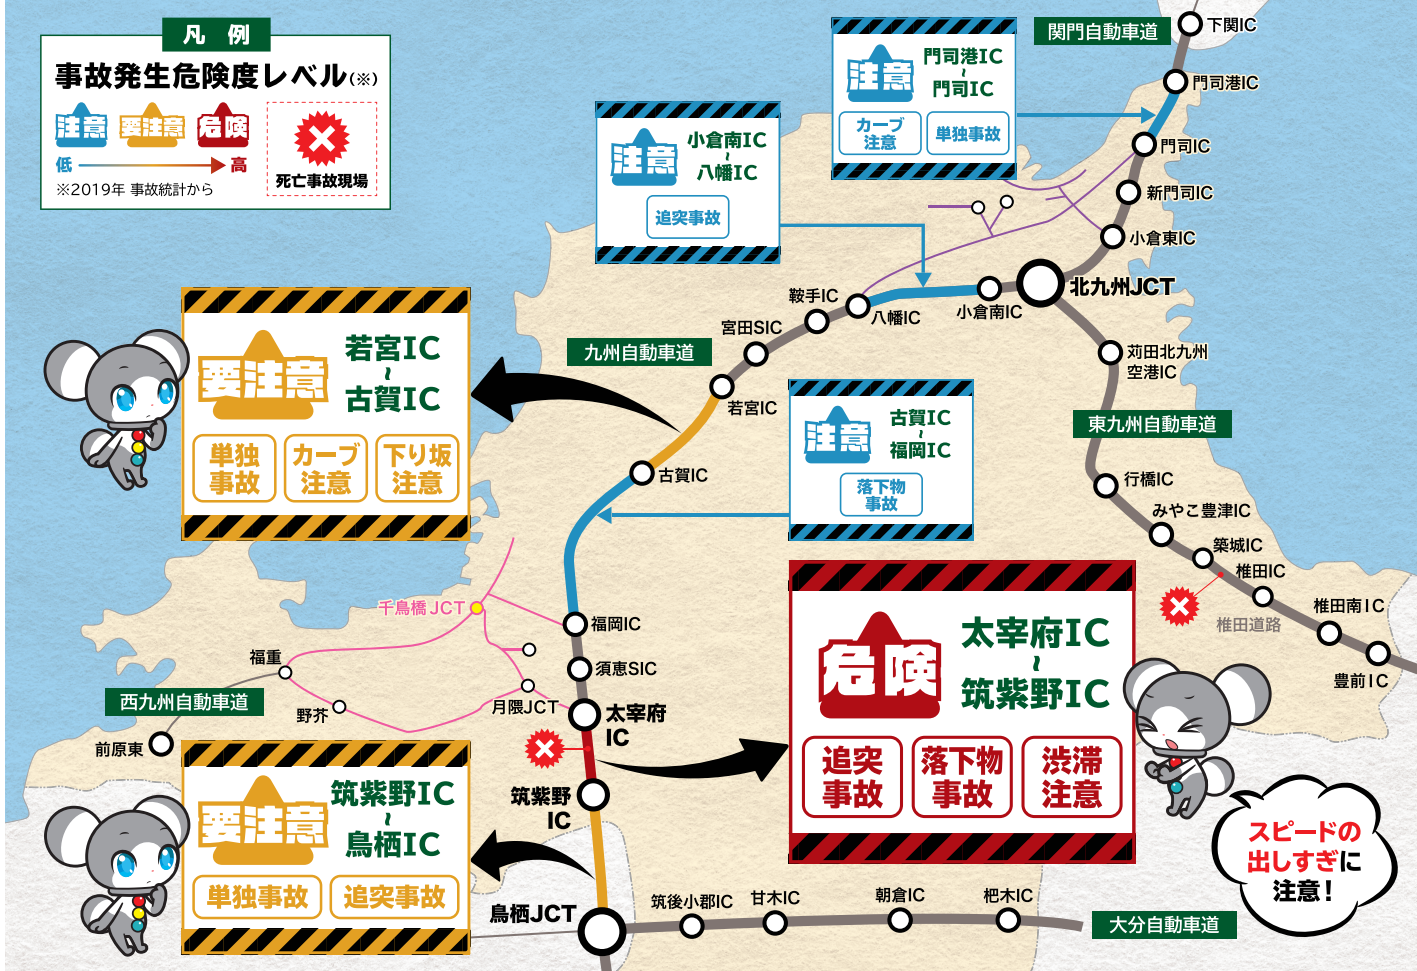 凡 例
事故発生危険度レベル(※)
注意
要注意
危険
低
高
※2019年 事故統計から
死亡事故現場
関門自動車道
下関IC
門司港IC
門司IC
新門司IC
小倉東IC
北九州JCT
注意
門司港IC
~
門司IC
カーブ
注意
単独事故
注意
小倉南IC
~
八幡IC
追突事故
鞍手IC
八幡IC
小倉南IC
宮田SIC
九州自動車道
若宮IC
古賀IC
苅田北九州
空港IC
東九州自動車道
行橋IC
みやこ豊津IC
築城IC
椎田IC
椎田道路
椎田南IC
豊前IC
要注意
若宮IC
~
古賀IC
単独
事故
カーブ
注意
下り坂
注意
注意
古賀IC
~
福岡IC
落下物
事故
千鳥橋JCT
福岡IC
須恵SIC
月隈JCT
太宰府
IC
福重
野芥
西九州自動車道
前原東
危険
太宰府IC
~
筑紫野IC
追突
事故
落下物
事故
渋滞
注意
筑紫野
IC
要注意
筑紫野IC
~
鳥栖IC
単独事故
追突事故
鳥栖JCT
筑後小郡IC
甘木IC
朝倉IC
杷木IC
大分自動車道
スピードの
出しすぎに
注意!